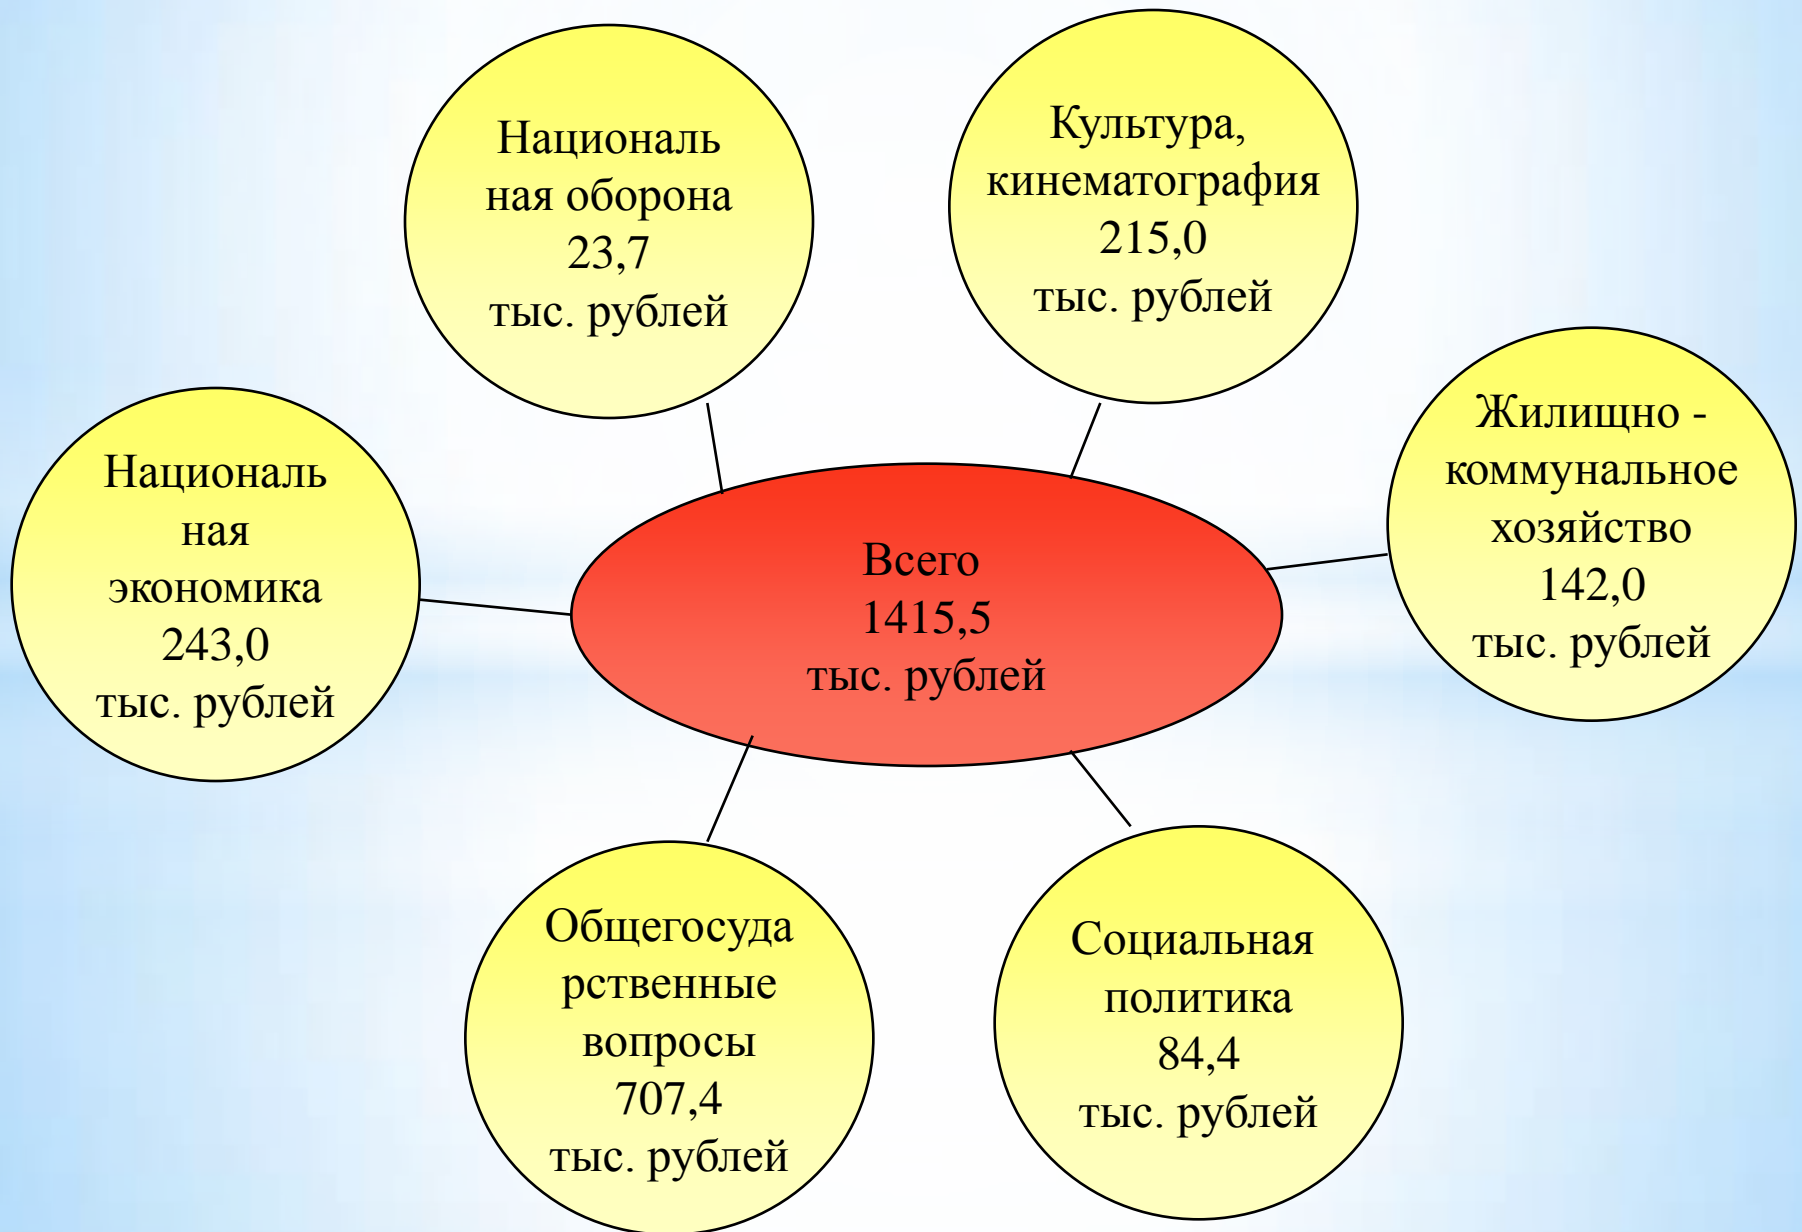 Националь
ная оборона
23,7
тыс. рублей
Культура,
кинематография
215,0
тыс. рублей
Националь
ная
экономика
243,0
тыс. рублей
Всего
1415,5
тыс. рублей
Жилищно -
коммунальное
хозяйство
142,0
тыс. рублей
Общегосуда
рственные
вопросы
707,4
тыс. рублей
Социальная
политика
84,4
тыс. рублей